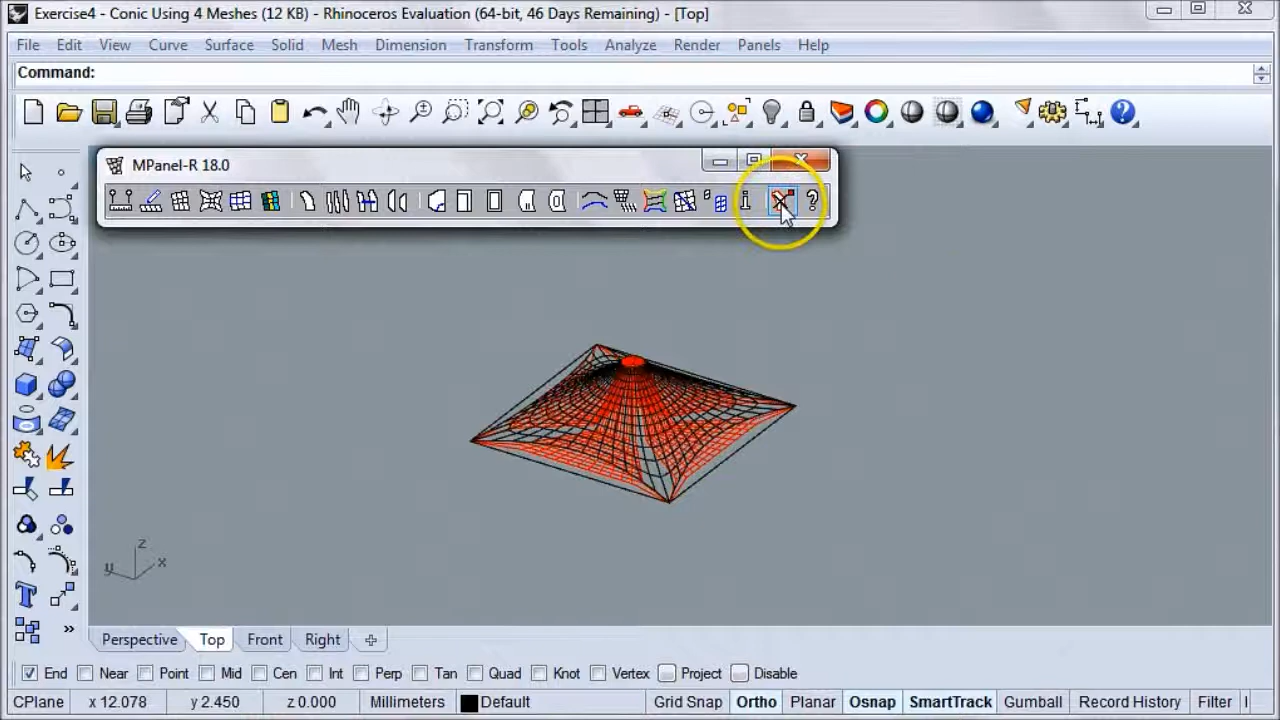 Exercise4 - Conic Using 4 Meshes (12 KB) - Rhinoceros Evaluation (64-bit, 46 Days Remaining) - [Top]
File Edit View Curve Surface Solid Mesh Dimension Transform Tools Analyze Render Panels Help
Command:
MPanel-R 18.0
z
y x
Perspective Top Front Right
End Near Point Mid Cen Int Perp Tan Quad Knot Vertex Project Disable
CPlane x 12.078 y 2.450 z 0.000 Millimeters Default Grid Snap Ortho Planar Osnap SmartTrack Gumball Record History Filter